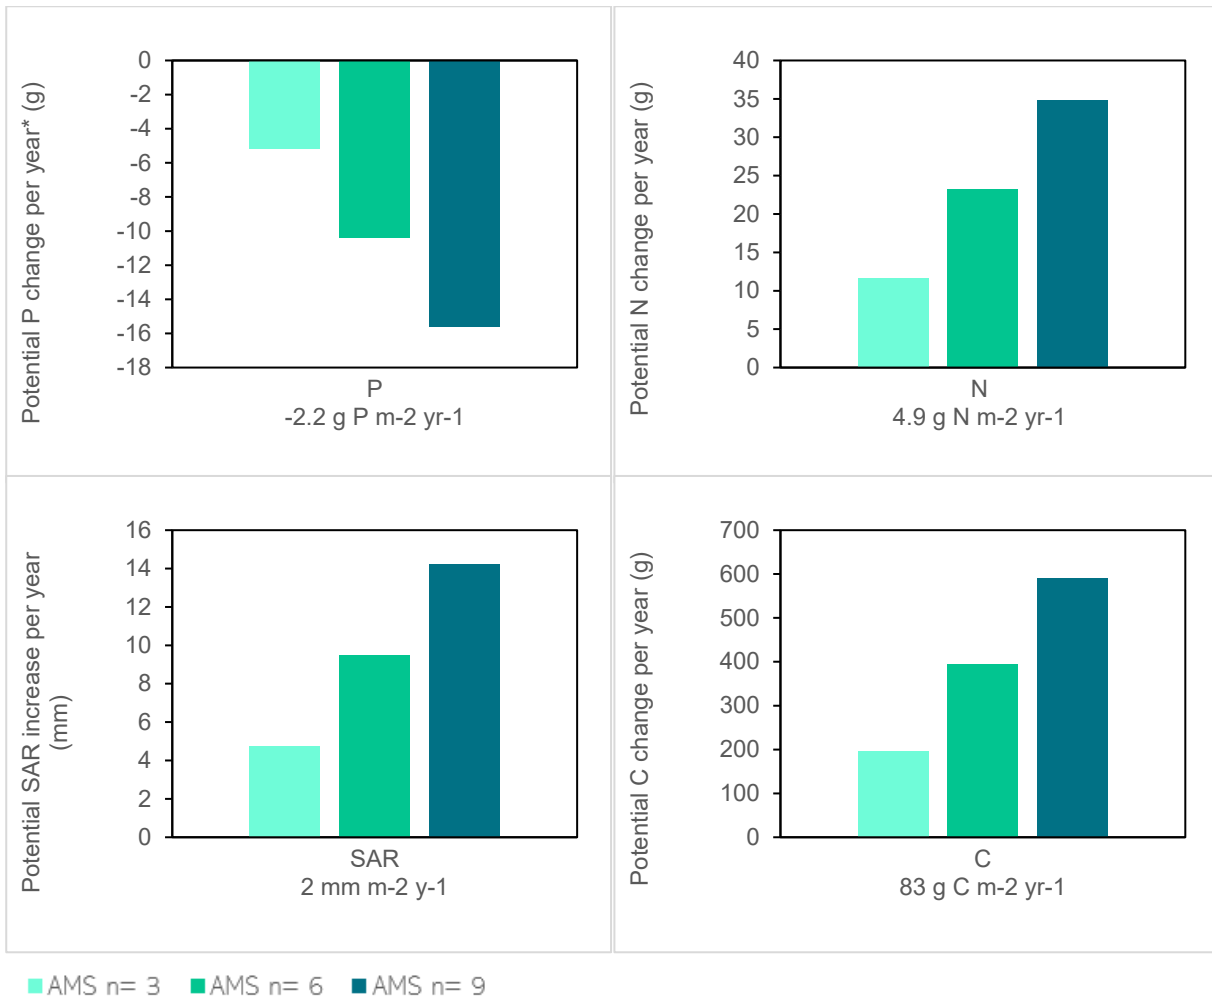 Potential P change per year* (g)
0
-2
-4
-6
-8
-10
-12
-14
-16
-18
P
-2.2 g P m-2 yr-1
Potential N change per year (g)
40
35
30
25
20
15
10
5
0
N
4.9 g N m-2 yr-1
Potential SAR increase per year
(mm)
16
14
12
10
8
6
4
2
0
SAR
2 mm m-2 y-1
Potential C change per year (g)
700
600
500
400
300
200
100
0
C
83 g C m-2 yr-1
AMS n= 3 AMS n= 6 AMS n= 9